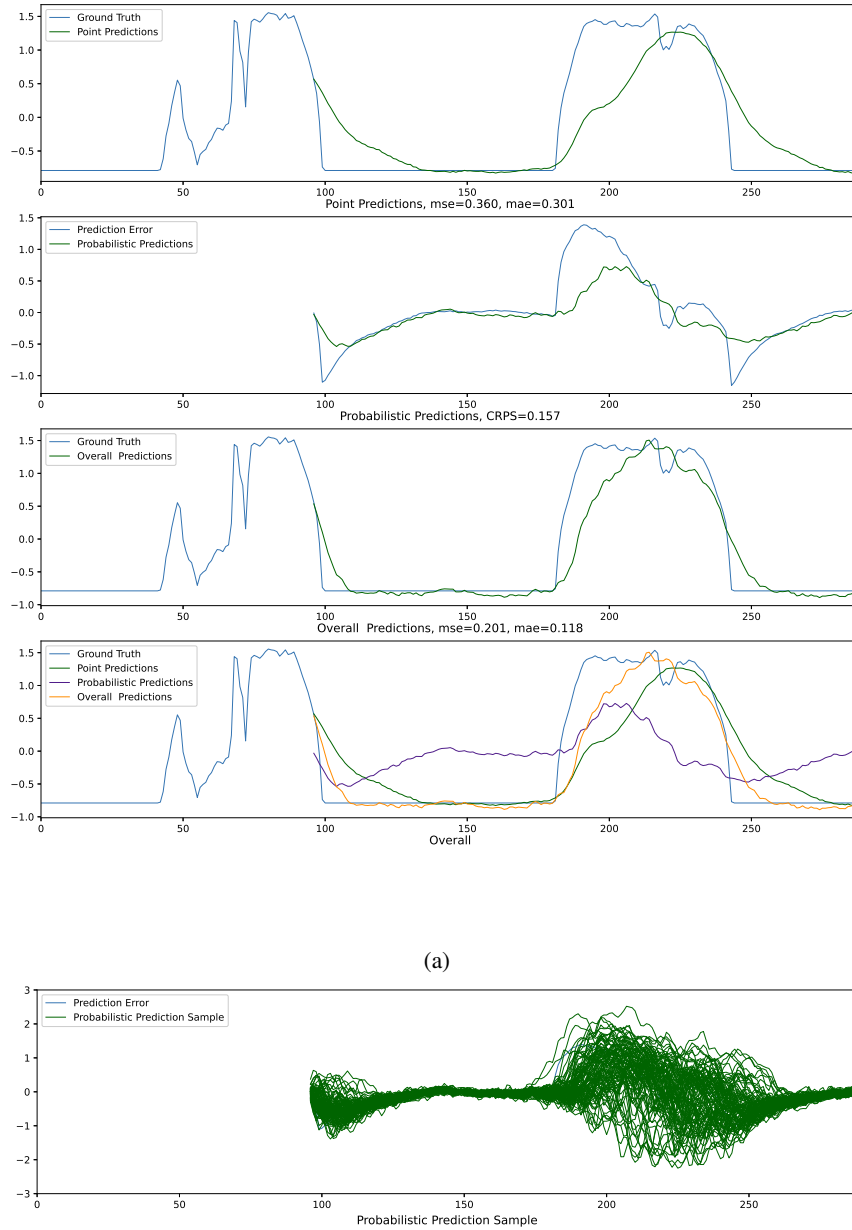 Ground Truth
Point Predictions
1.5
1.0
0.5
0.0
−0.5
0 50 100 150 200 250
Point Predictions, mse=0.360, mae=0.301
Prediction Error
Probabilistic Predictions
1.5
1.0
0.5
0.0
−0.5
−1.0
0 50 100 150 200 250
Probabilistic Predictions, CRPS=0.157
Ground Truth
Overall Predictions
1.5
1.0
0.5
0.0
−0.5
−1.0
0 50 100 150 200 250
Overall Predictions, mse=0.201, mae=0.118
Ground Truth
Point Predictions
Probabilistic Predictions
Overall Predictions
1.5
1.0
0.5
0.0
−0.5
−1.0
0 50 100 150 200 250
Overall
(a)
Prediction Error
Probabilistic Prediction Sample
3
2
1
0
−1
−2
−3
0 50 100 150 200 250
Probabilistic Prediction Sample